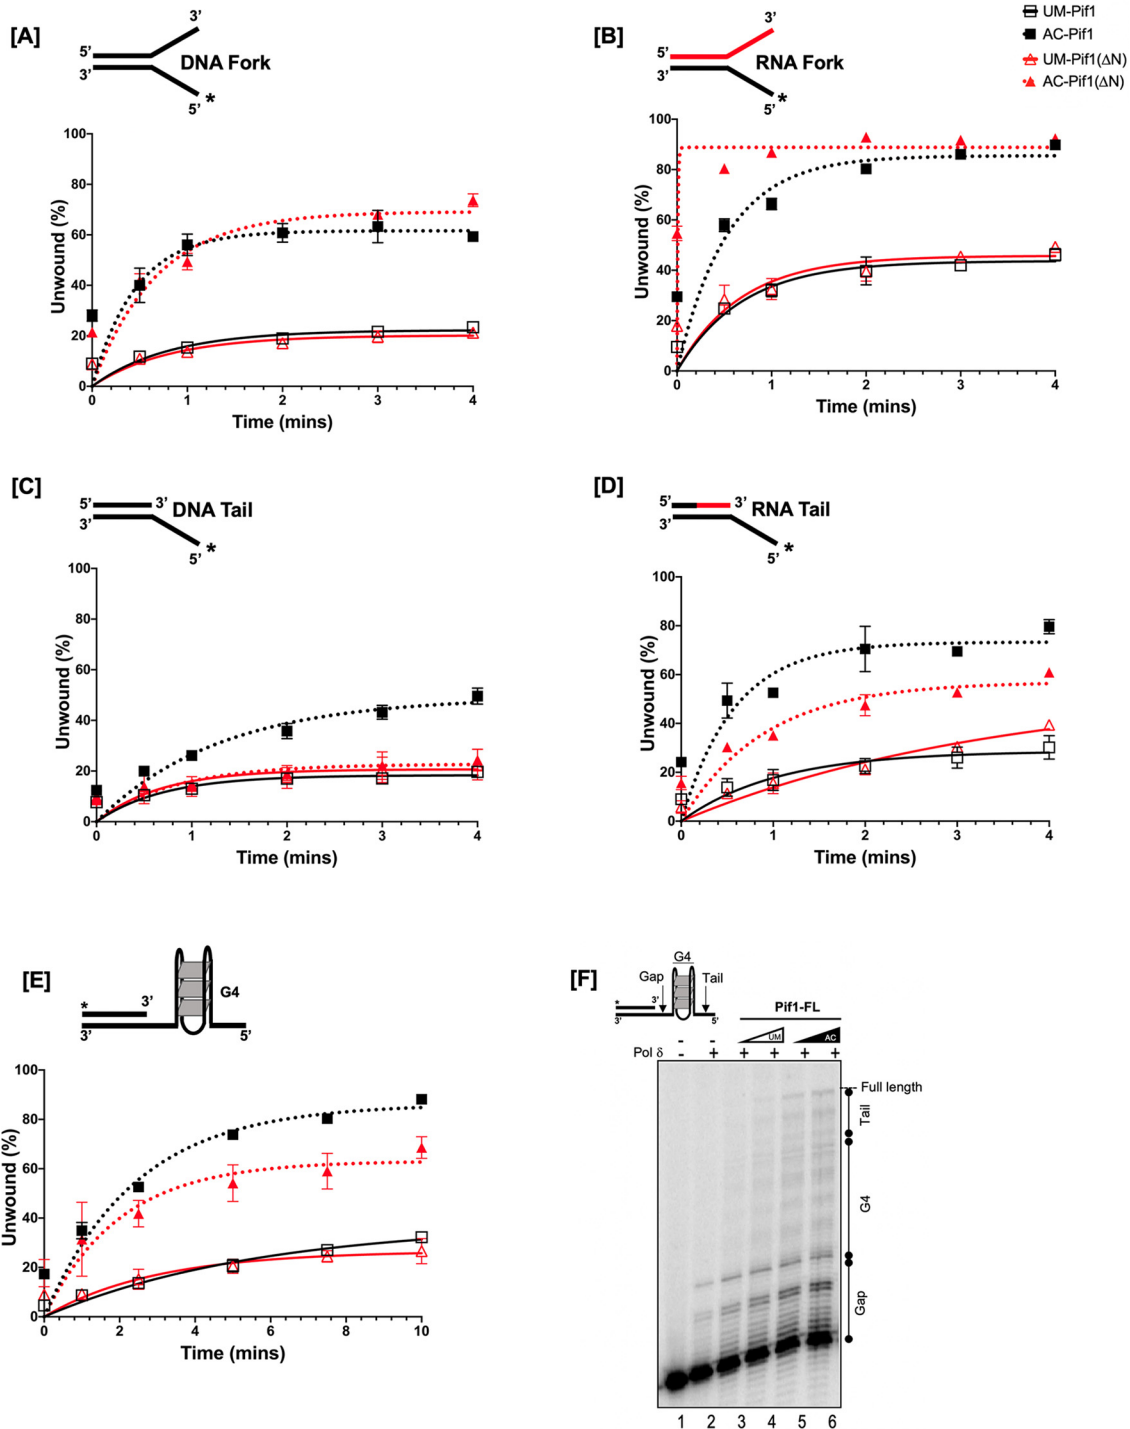 [A]
3'
5'
3'
DNA Fork
5'
*
[B]
3'
5'
3'
RNA Fork
5'
*
UM-Pif1
AC-Pif1
UM-Pif1(ΔN)
AC-Pif1(ΔN)
Unwound (%)
100
80
60
40
20
0
0 1 2 3 4
Time (mins)
Unwound (%)
100
80
60
40
20
0
0 1 2 3 4
Time (mins)
[C]
5' 3' DNA Tail
3'
5'
*
[D]
5' 3' RNA Tail
3'
5'
*
Unwound (%)
100
80
60
40
20
0
0 1 2 3 4
Time (mins)
Unwound (%)
100
80
60
40
20
0
0 1 2 3 4
Time (mins)
[E]
* 3' G4
3' 5'
Unwound (%)
100
80
60
40
20
0
0 2 4 6 8 10
Time (mins)
[F]
G4
Gap Tail
* 3'
3' 5'
Pif1-FL
- - UM AC
Pol δ - + + + + +
Full length
Tail
G4
Gap
1 2 3 4 5 6